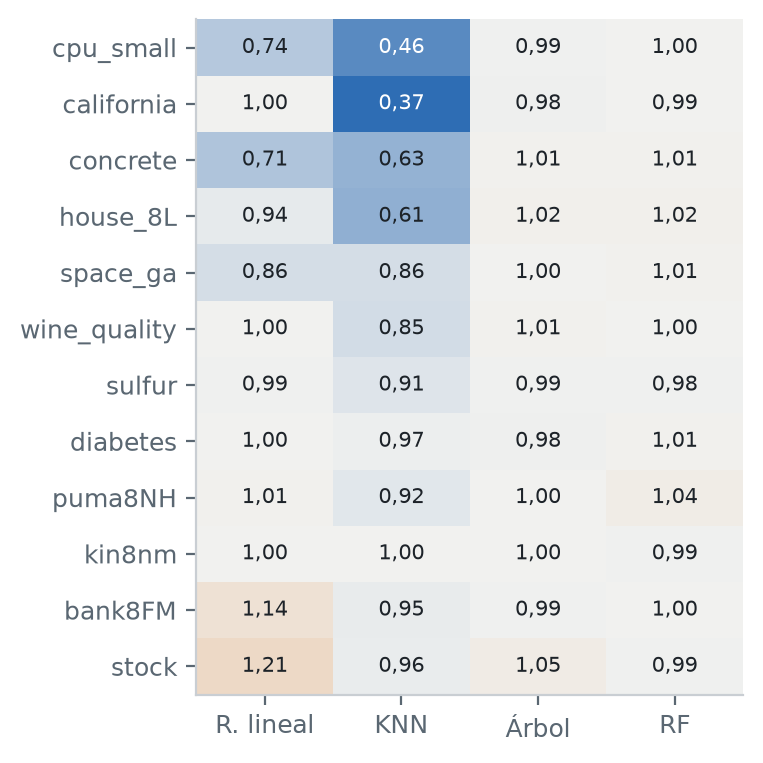 cpu_small 0,74 0,46 0,99 1,00
california 1,00 0,37 0,98 0,99
concrete 0,71 0,63 1,01 1,01
house_8L 0,94 0,61 1,02 1,02
space_ga 0,86 0,86 1,00 1,01
wine_quality 1,00 0,85 1,01 1,00
sulfur 0,99 0,91 0,99 0,98
diabetes 1,00 0,97 0,98 1,01
puma8NH 1,01 0,92 1,00 1,04
kin8nm 1,00 1,00 1,00 0,99
bank8FM 1,14 0,95 0,99 1,00
stock 1,21 0,96 1,05 0,99
R. lineal KNN Árbol RF